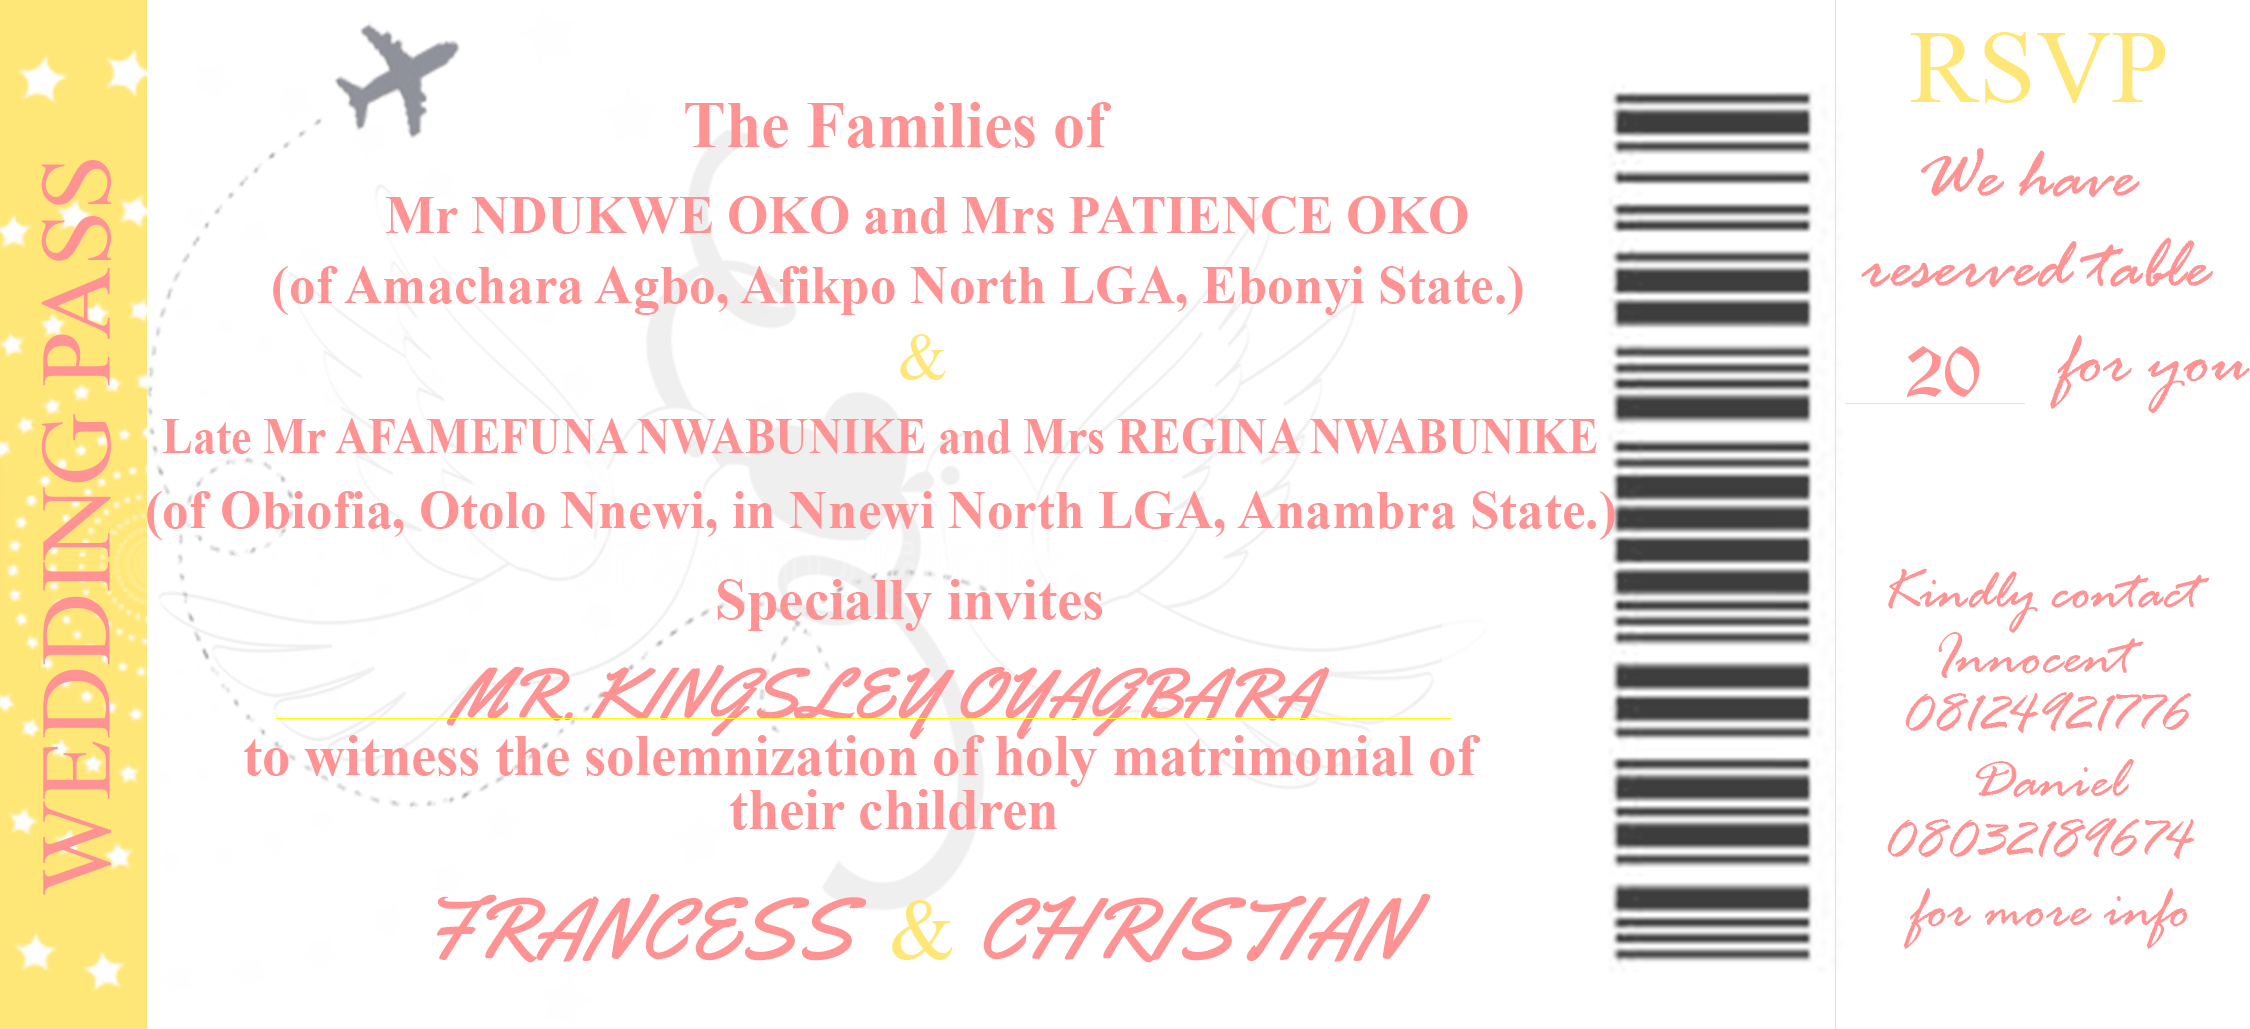 WEDDING PASS
The Families of
Mr NDUKWE OKO and Mrs PATIENCE OKO
(of Amachara Agbo, Afikpo North LGA, Ebonyi State.)
&
Late Mr AFAMEFUNA NWABUNIKE and Mrs REGINA NWABUNIKE
(of Obiofia, Otolo Nnewi, in Nnewi North LGA, Anambra State.)
Specially invites
MR. KINGSLEY OYAGBARA
to witness the solemnization of holy matrimonial of
their children
FRANCESS & CHRISTIAN
RSVP
We have
reserved table
20 for you
Kindly contact
Innocent
08124921776
Daniel
08032189674
for more info